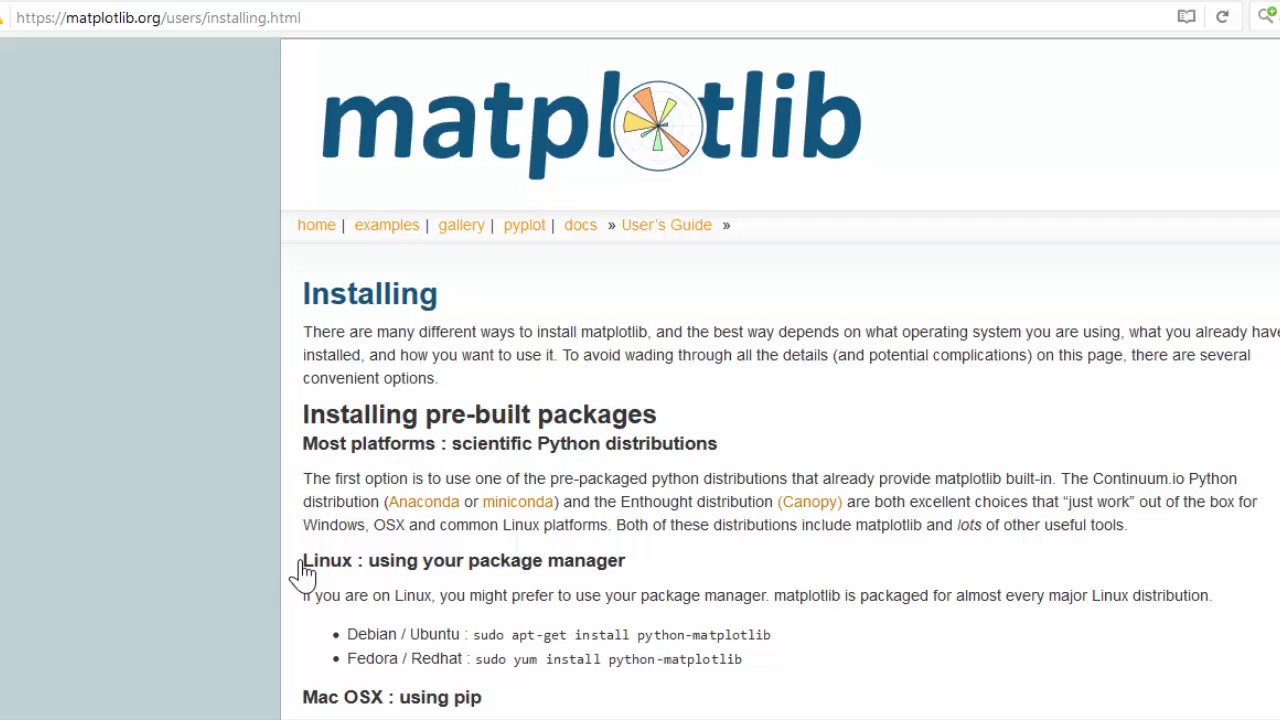 https://matplotlib.org/users/installing.html
matplotlib
home | examples | gallery | pyplot | docs » User's Guide »
Installing
There are many different ways to install matplotlib, and the best way depends on what operating system you are using, what you already have
installed, and how you want to use it. To avoid wading through all the details (and potential complications) on this page, there are several
convenient options.
Installing pre-built packages
Most platforms : scientific Python distributions
The first option is to use one of the pre-packaged python distributions that already provide matplotlib built-in. The Continuum.io Python
distribution (Anaconda or miniconda) and the Enthought distribution (Canopy) are both excellent choices that “just work” out of the box for
Windows, OSX and common Linux platforms. Both of these distributions include matplotlib and lots of other useful tools.
Linux : using your package manager
If you are on Linux, you might prefer to use your package manager. matplotlib is packaged for almost every major Linux distribution.
• Debian / Ubuntu : sudo apt-get install python-matplotlib
• Fedora / Redhat : sudo yum install python-matplotlib
Mac OSX : using pip